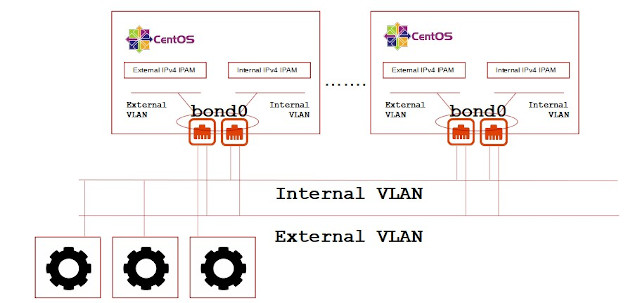 CentOS
External IPv4 IPAM
Internal IPv4 IPAM
External
VLAN
bond0
Internal
VLAN
.......
CentOS
External IPv4 IPAM
Internal IPv4 IPAM
External
VLAN
bond0
Internal
VLAN
Internal VLAN
External VLAN